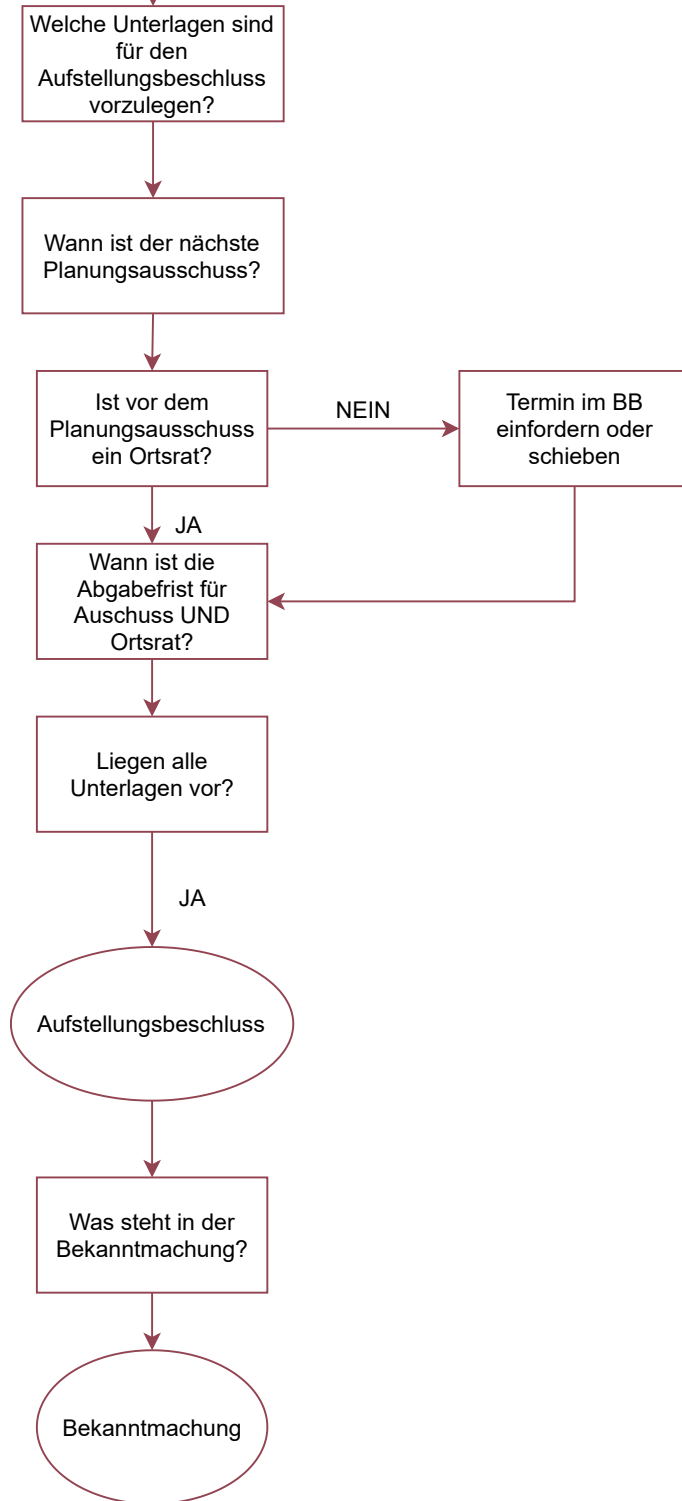 Welche Unterlagen sind
für den
Aufstellungsbeschluss
vorzulegen?
Wann ist der nächste
Planungsausschuss?
Ist vor dem
Planungsausschuss
ein Ortsrat?
NEIN
Termin im BB
einfordern oder
schieben
JA
Wann ist die
Abgabefrist für
Auschuss UND
Ortsrat?
Liegen alle
Unterlagen vor?
JA
Aufstellungsbeschluss
Was steht in der
Bekanntmachung?
Bekanntmachung